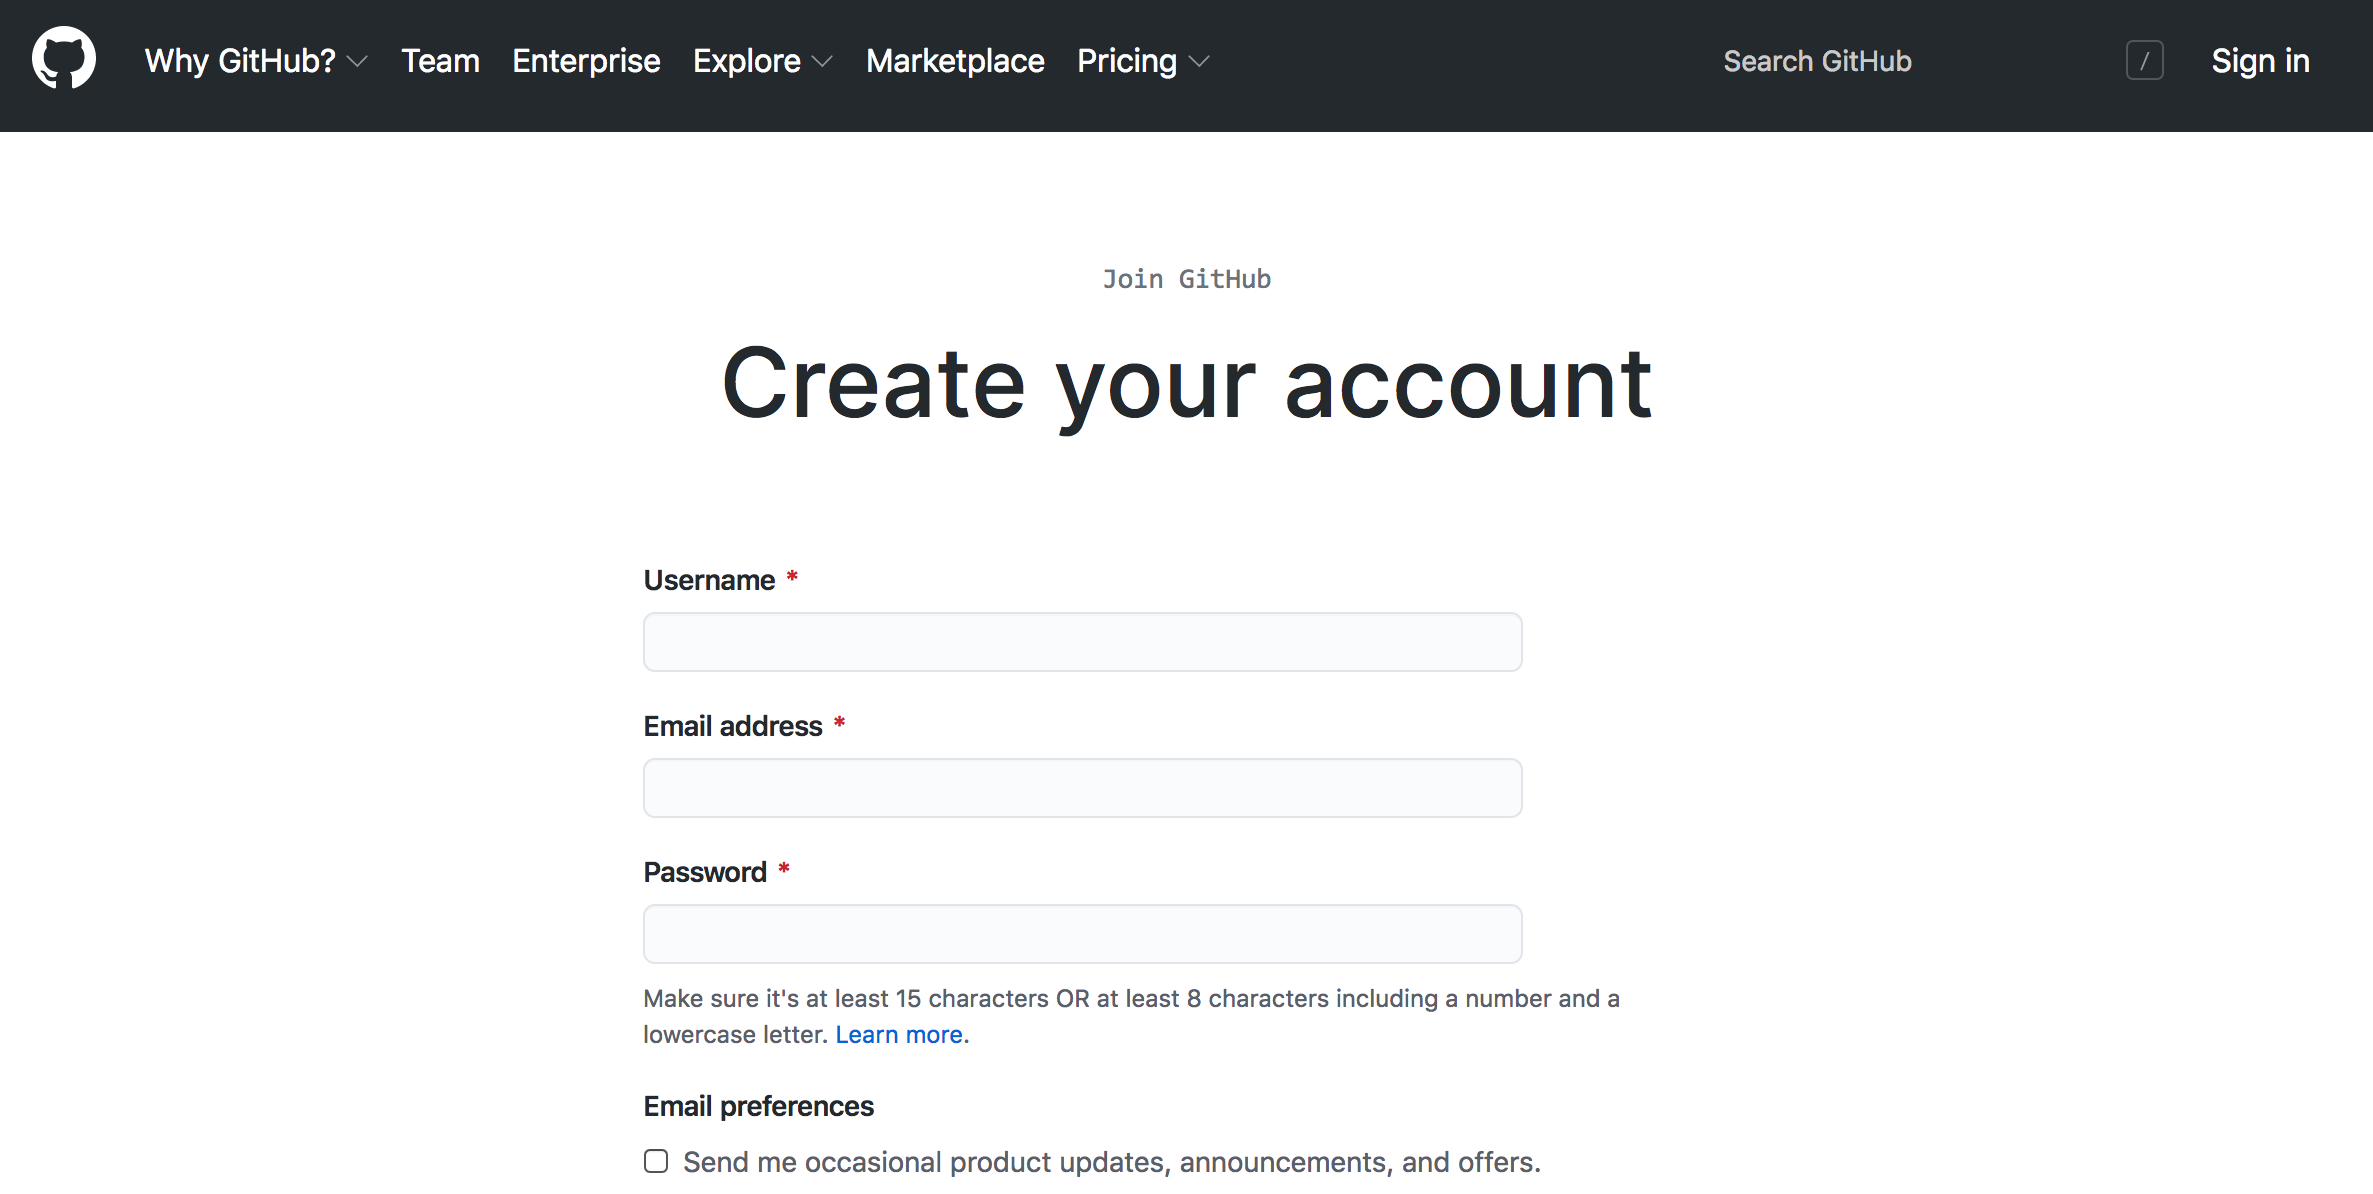 Why GitHub? Team Enterprise Explore Marketplace Pricing Search GitHub / Sign in
Join GitHub
Create your account
Username *
Email address *
Password *
Make sure it's at least 15 characters OR at least 8 characters including a number and a
lowercase letter. Learn more.
Email preferences
Send me occasional product updates, announcements, and offers.